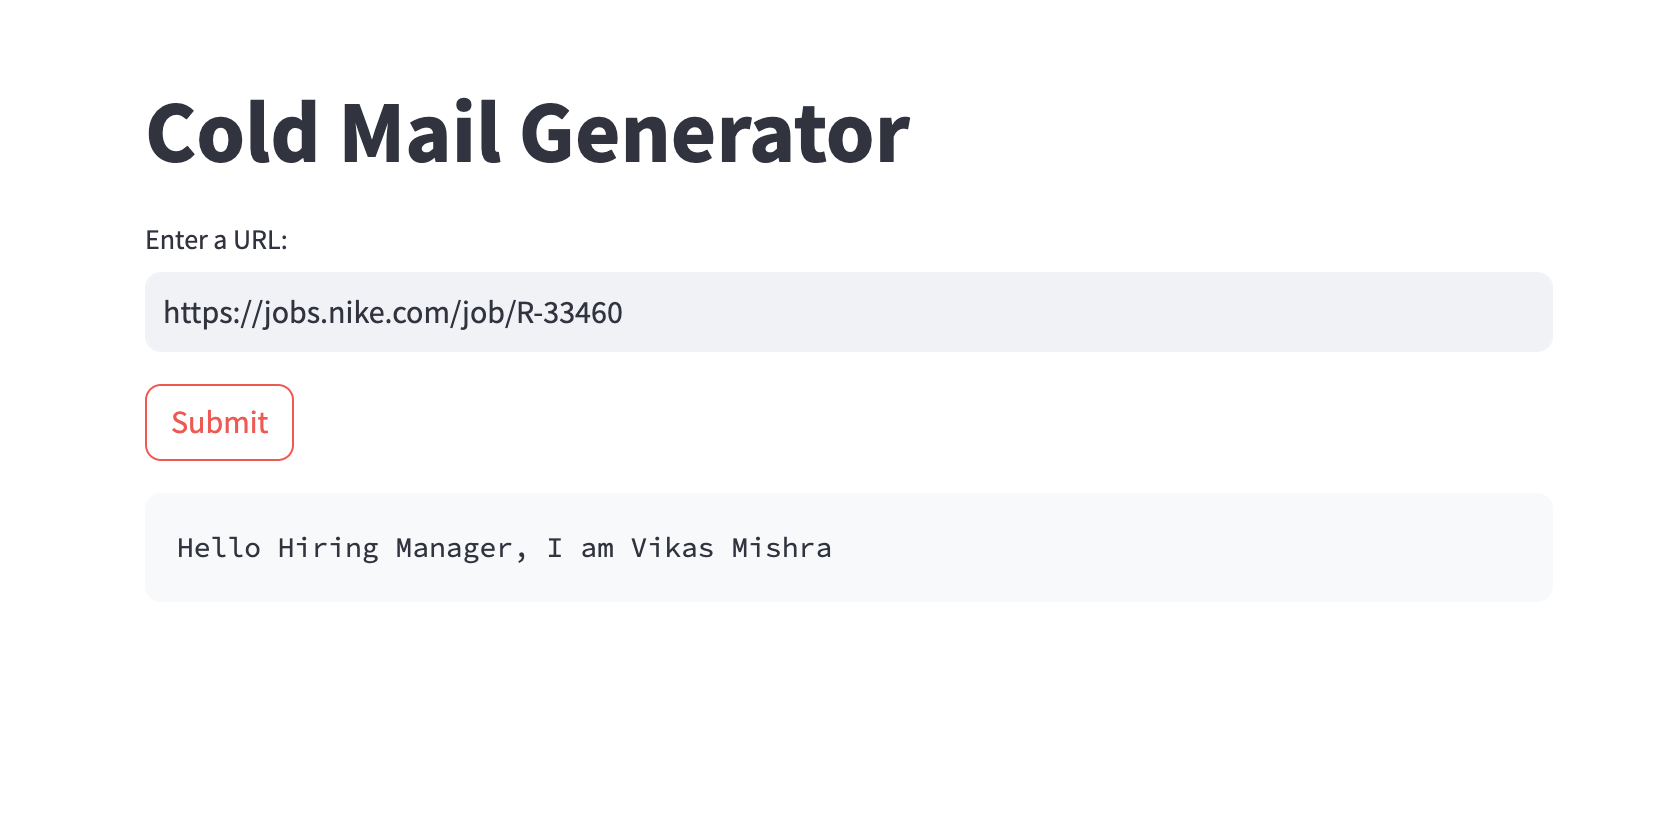 Cold Mail Generator
Enter a URL:
https://jobs.nike.com/job/R-33460
Submit
Hello Hiring Manager, I am Vikas Mishra